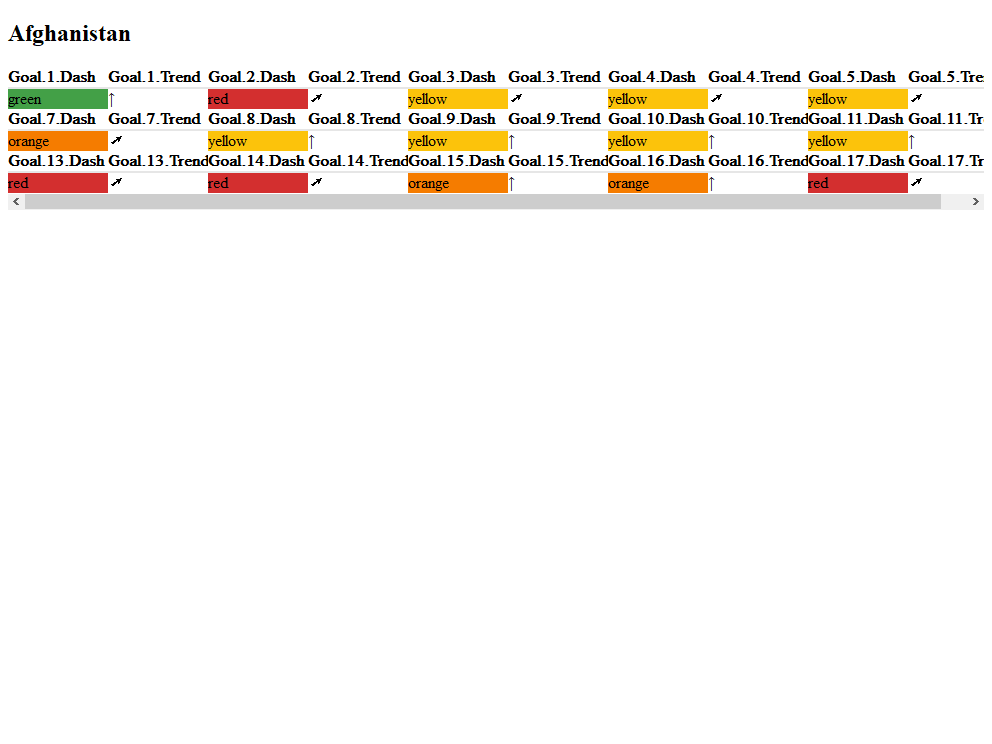 Afghanistan
Goal.1.Dash Goal.1.Trend Goal.2.Dash Goal.2.Trend Goal.3.Dash Goal.3.Trend Goal.4.Dash Goal.4.Trend Goal.5.Dash Goal.5.Tre
green ↑ red ➚ yellow ➚ yellow ➚ yellow ➚
Goal.7.Dash Goal.7.Trend Goal.8.Dash Goal.8.Trend Goal.9.Dash Goal.9.Trend Goal.10.Dash Goal.10.Trend Goal.11.Dash Goal.11.Tr
orange ➚ yellow ↑ yellow ↑ yellow ↑ yellow ↑
Goal.13.Dash Goal.13.Trend Goal.14.Dash Goal.14.Trend Goal.15.Dash Goal.15.Trend Goal.16.Dash Goal.16.Trend Goal.17.Dash Goal.17.T
red ➚ red ➚ orange ↑ orange ↑ red ➚